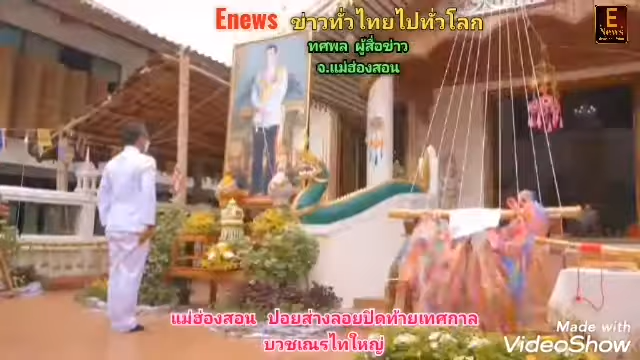 Enews ข่าวทั่วไทยไปทั่วโลก
E
News
ทศพล ผู้สื่อข่าว
จ.แม่ฮ่องสอน
แม่ฮ่องสอน ปอยส่างลองปิดท้ายเทศกาล
บวชเณรไทใหญ่
Made with
VideoShow